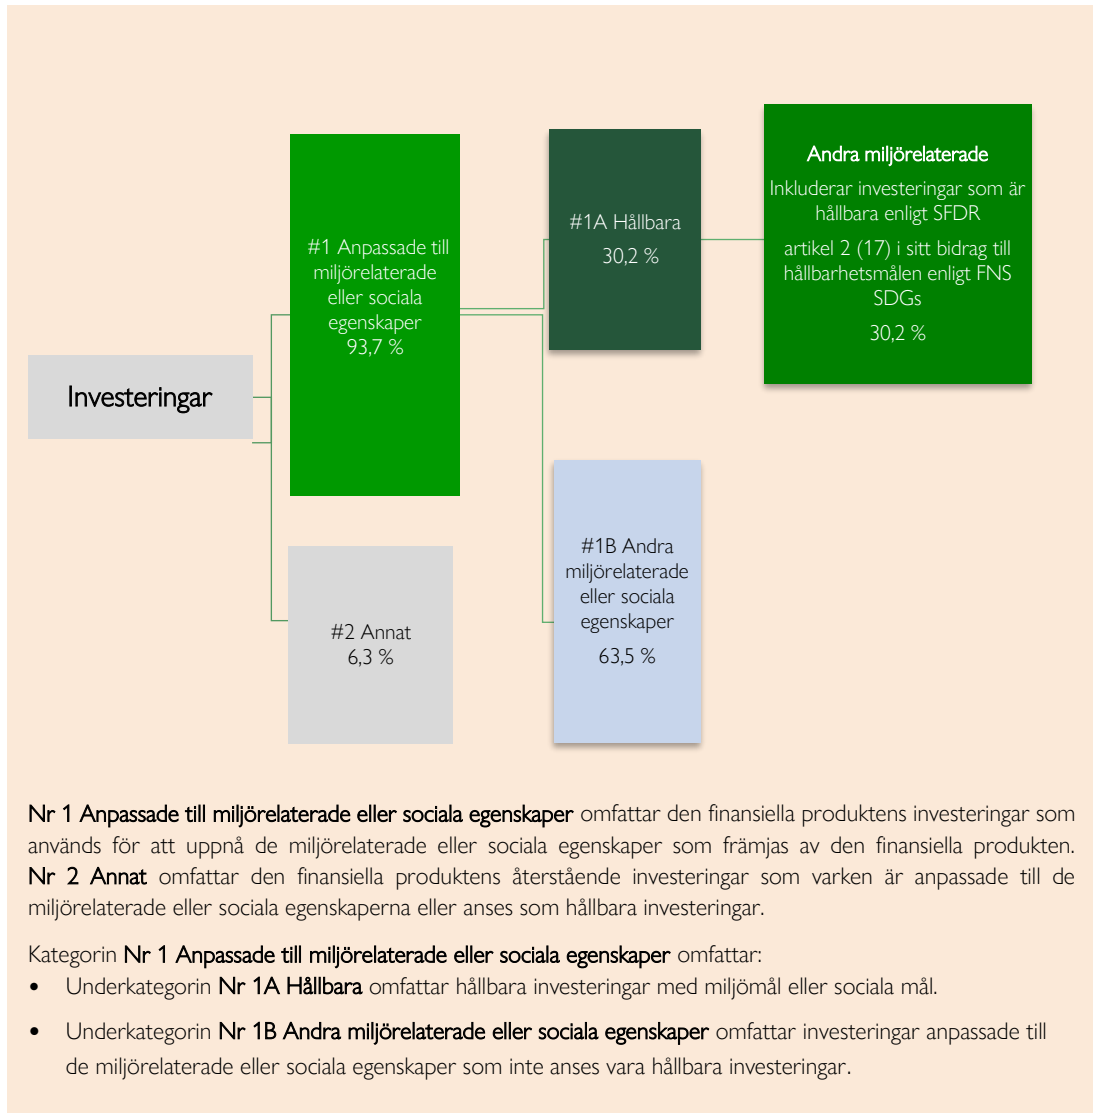 Investeringar
#1 Anpassade till
miljörelaterade
eller sociala
egenskaper
93,7 %
#2 Annat
6,3 %
#1A Hållbara
30,2 %
#1B Andra
miljörelaterade
eller sociala
egenskaper
63,5 %
Andra miljörelaterade
Inkluderar investeringar som är
hållbara enligt SFDR
artikel 2 (17) i sitt bidrag till
hållbarhetsmålen enligt FNS
SDGs
30,2 %
Nr 1 Anpassade till miljörelaterade eller sociala egenskaper omfattar den finansiella produktens investeringar som
används för att uppnå de miljörelaterade eller sociala egenskaper som främjas av den finansiella produkten.
Nr 2 Annat omfattar den finansiella produktens återstående investeringar som varken är anpassade till de
miljörelaterade eller sociala egenskaperna eller anses som hållbara investeringar.
Kategorin Nr 1 Anpassade till miljörelaterade eller sociala egenskaper omfattar:
• Underkategorin Nr 1A Hållbara omfattar hållbara investeringar med miljömål eller sociala mål.
• Underkategorin Nr 1B Andra miljörelaterade eller sociala egenskaper omfattar investeringar anpassade till
de miljörelaterade eller sociala egenskaper som inte anses vara hållbara investeringar.